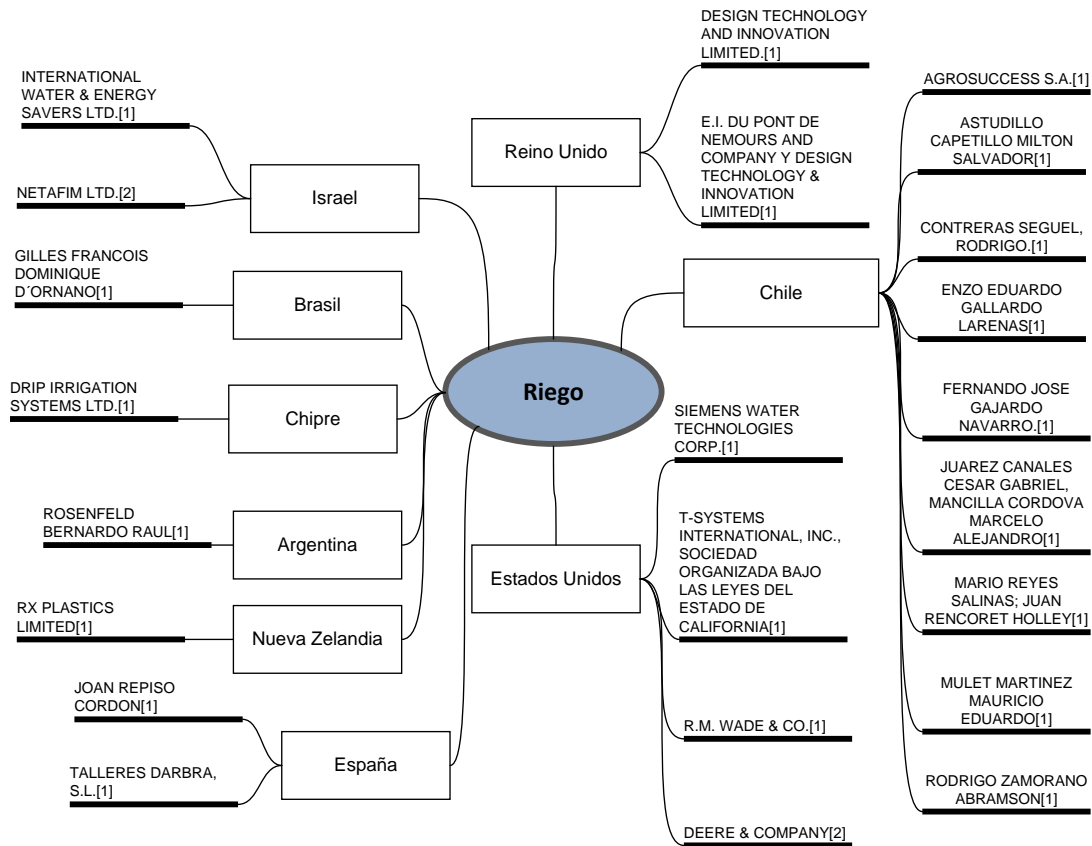 DESIGN TECHNOLOGY
AND INNOVATION
LIMITED.[1]
E.I. DU PONT DE
NEMOURS AND
COMPANY Y DESIGN
TECHNOLOGY &
INNOVATION
LIMITED[1]
Reino Unido
INTERNATIONAL
WATER & ENERGY
SAVERS LTD.[1]
NETAFIM LTD.[2]
Israel
GILLES FRANCOIS
DOMINIQUE
D´ORNANO[1]
Brasil
DRIP IRRIGATION
SYSTEMS LTD.[1]
Chipre
ROSENFELD
BERNARDO RAUL[1]
Argentina
RX PLASTICS
LIMITED[1]
Nueva Zelandia
JOAN REPISO
CORDON[1]
TALLERES DARBRA,
S.L.[1]
España
Riego
Chile
AGROSUCCESS S.A.[1]
ASTUDILLO
CAPETILLO MILTON
SALVADOR[1]
CONTRERAS SEGUEL,
RODRIGO.[1]
ENZO EDUARDO
GALLARDO
LARENAS[1]
FERNANDO JOSE
GAJARDO
NAVARRO.[1]
JUAREZ CANALES
CESAR GABRIEL,
MANCILLA CORDOVA
MARCELO
ALEJANDRO[1]
MARIO REYES
SALINAS; JUAN
RENCORET HOLLEY[1]
MULET MARTINEZ
MAURICIO
EDUARDO[1]
RODRIGO ZAMORANO
ABRAMSON[1]
Estados Unidos
SIEMENS WATER
TECHNOLOGIES
CORP.[1]
T-SYSTEMS
INTERNATIONAL, INC.,
SOCIEDAD
ORGANIZADA BAJO
LAS LEYES DEL
ESTADO DE
CALIFORNIA[1]
R.M. WADE & CO.[1]
DEERE & COMPANY[2]